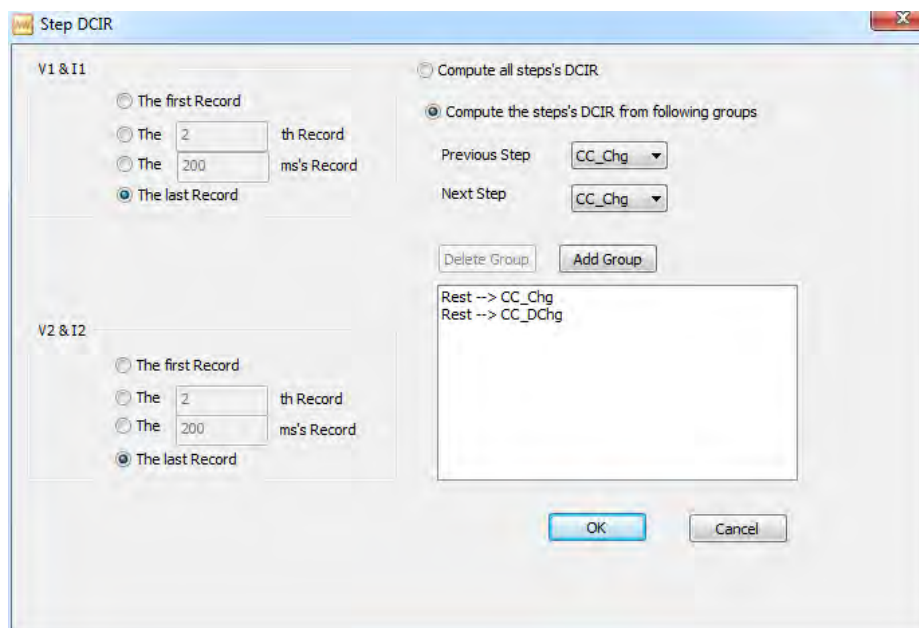 Step DCIR
V1 & I1
The first Record
The 2 th Record
The 200 ms's Record
The last Record
V2 & I2
The first Record
The 2 th Record
The 200 ms's Record
The last Record
Compute all steps's DCIR
Compute the steps's DCIR from following groups
Previous Step CC_Chg
Next Step CC_Chg
Delete Group Add Group
Rest --> CC_Chg
Rest --> CC_DChg
OK Cancel